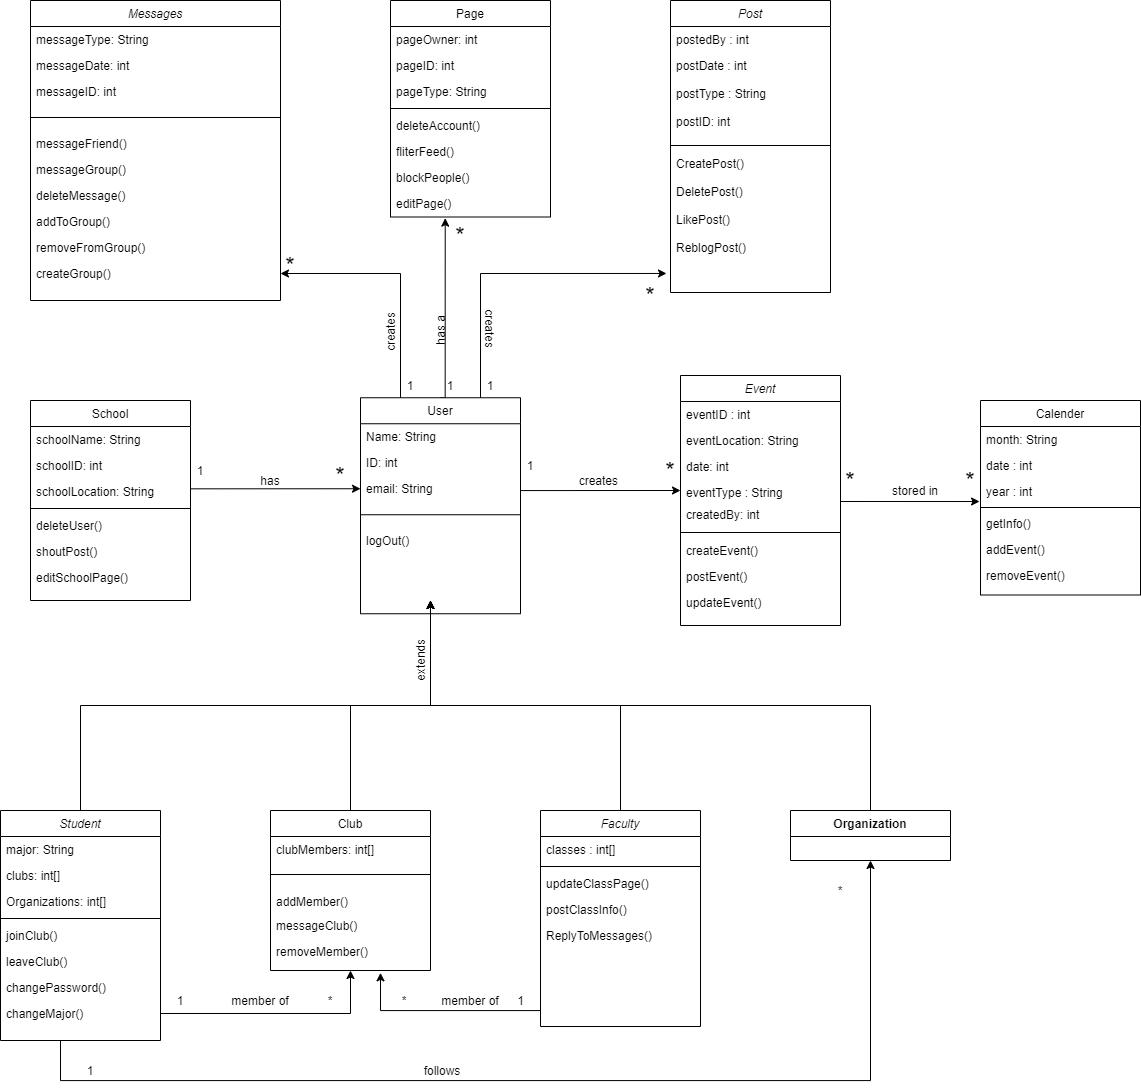 Messages
messageType: String
messageDate: int
messageID: int
messageFriend()
messageGroup()
deleteMessage()
addToGroup()
removeFromGroup()
createGroup()
Page
pageOwner: int
pageID: int
pageType: String
deleteAccount()
fliterFeed()
blockPeople()
editPage()
Post
postedBy : int
postDate : int
postType : String
postID: int
CreatePost()
DeletePost()
LikePost()
ReblogPost()
*
*
*
creates
has a
creates
1
1
1
School
schoolName: String
schoolID: int
schoolLocation: String
deleteUser()
shoutPost()
editSchoolPage()
1
has
*
User
Name: String
ID: int
email: String
logOut()
1
creates
*
Event
eventID : int
eventLocation: String
date: int
eventType : String
createdBy: int
createEvent()
postEvent()
updateEvent()
*
stored in
*
Calender
month: String
date : int
year : int
getInfo()
addEvent()
removeEvent()
extends
Student
major: String
clubs: int[]
Organizations: int[]
joinClub()
leaveClub()
changePassword()
changeMajor()
Club
clubMembers: int[]
addMember()
messageClub()
removeMember()
Faculty
classes : int[]
updateClassPage()
postClassInfo()
ReplyToMessages()
Organization
*
1
member of
*
*
member of
1
1
follows